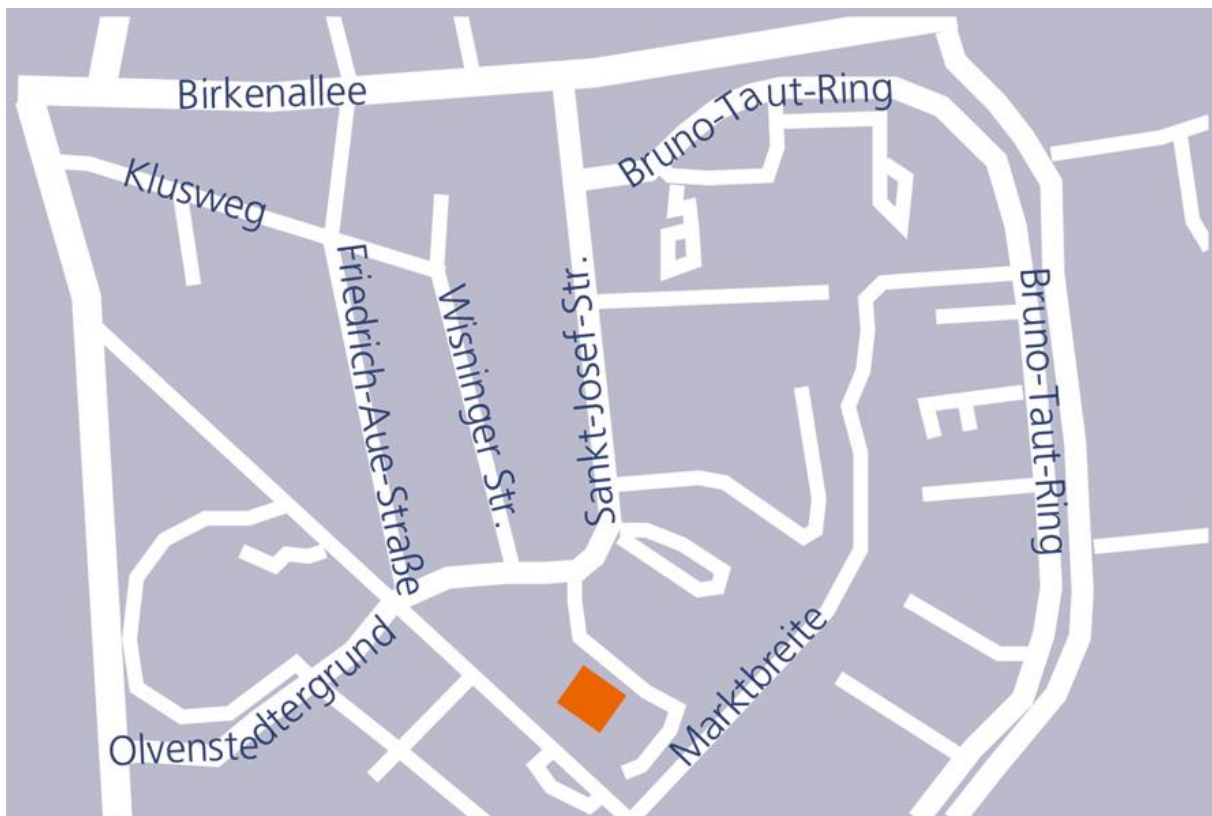 Birkenallee
Bruno-Taut-Ring
Klusweg
Friedrich-Aue-Straße
Wisninger Str.
Sankt-Josef-Str.
Bruno-Taut-Ring
Marktbreite
Olvenstedtergrund